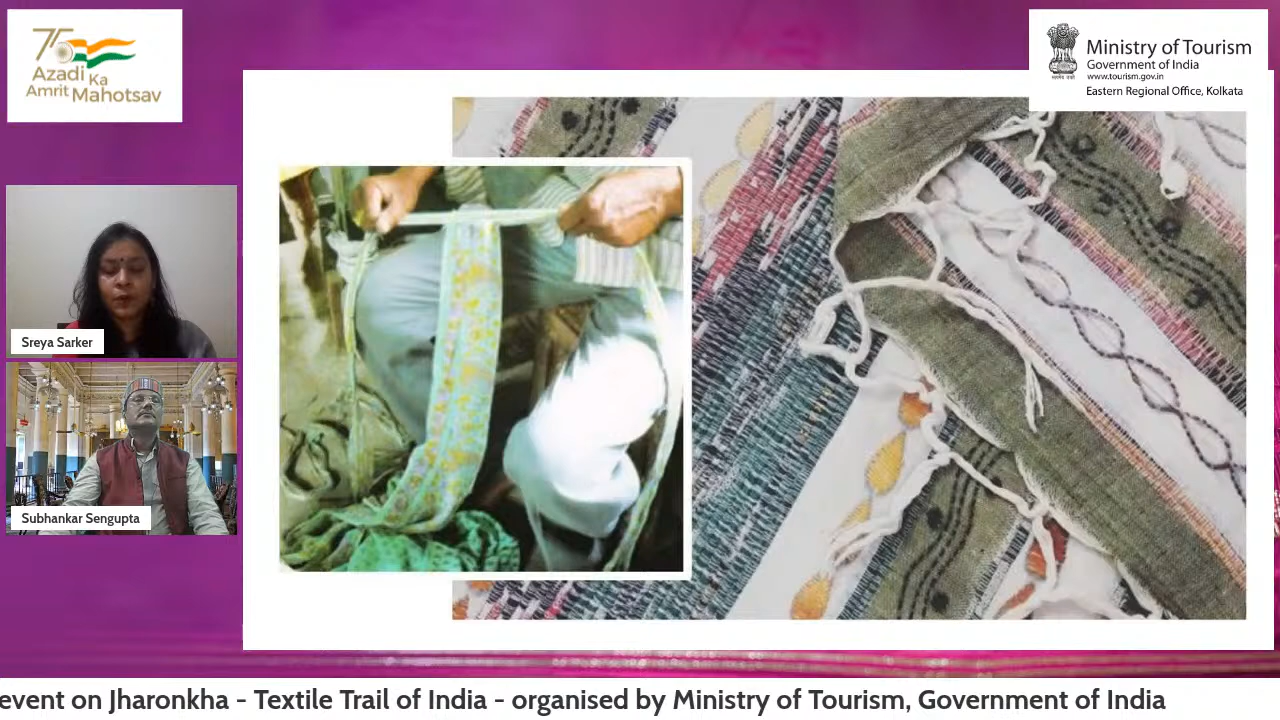 75
Azadi Ka
Amrit Mahotsav
Ministry of Tourism
Government of India
www.tourism.gov.in
Eastern Regional Office, Kolkata
Sreya Sarker
Subhankar Sengupta
event on Jharonkha - Textile Trail of India - organised by Ministry of Tourism, Government of India